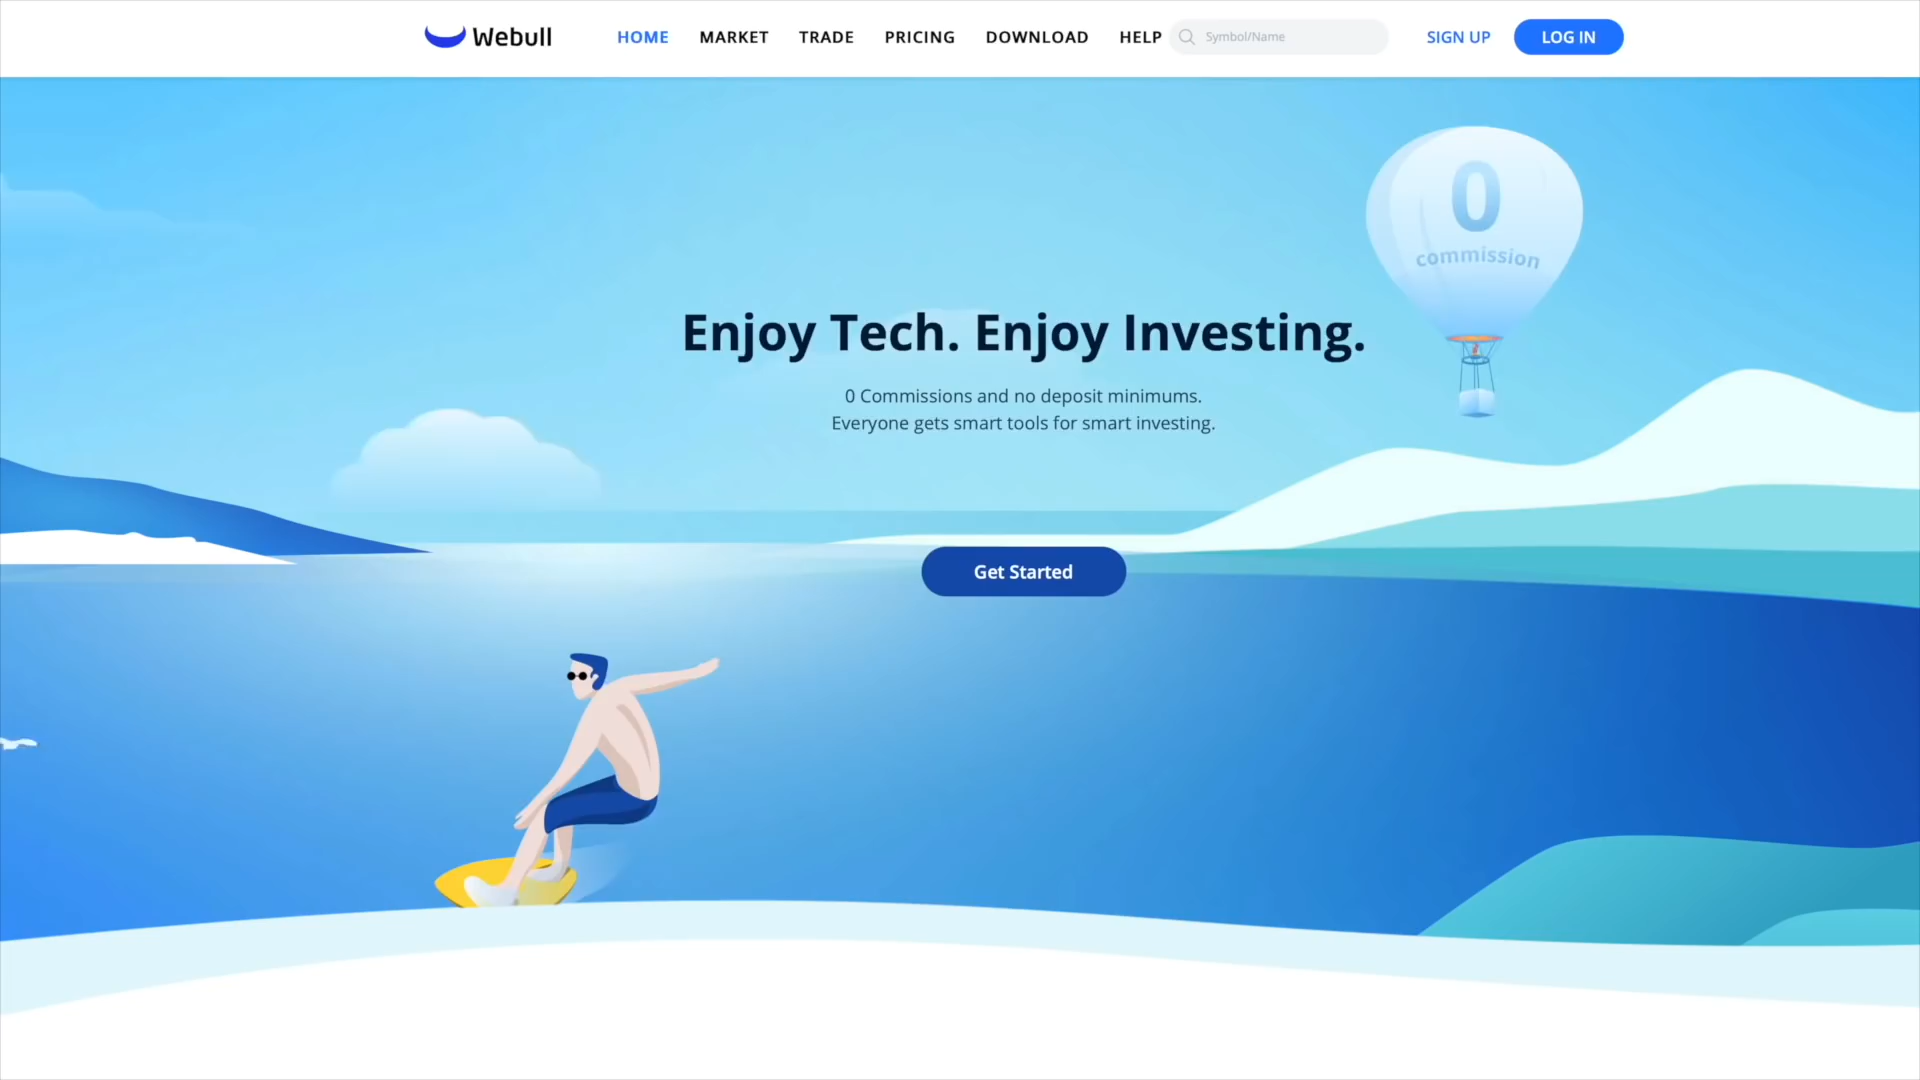 Webull
HOME
MARKET
TRADE
PRICING
DOWNLOAD
HELP
Symbol/Name
SIGN UP
LOG IN
0
commission
Enjoy Tech. Enjoy Investing.
0 Commissions and no deposit minimums.
Everyone gets smart tools for smart investing.
Get Started